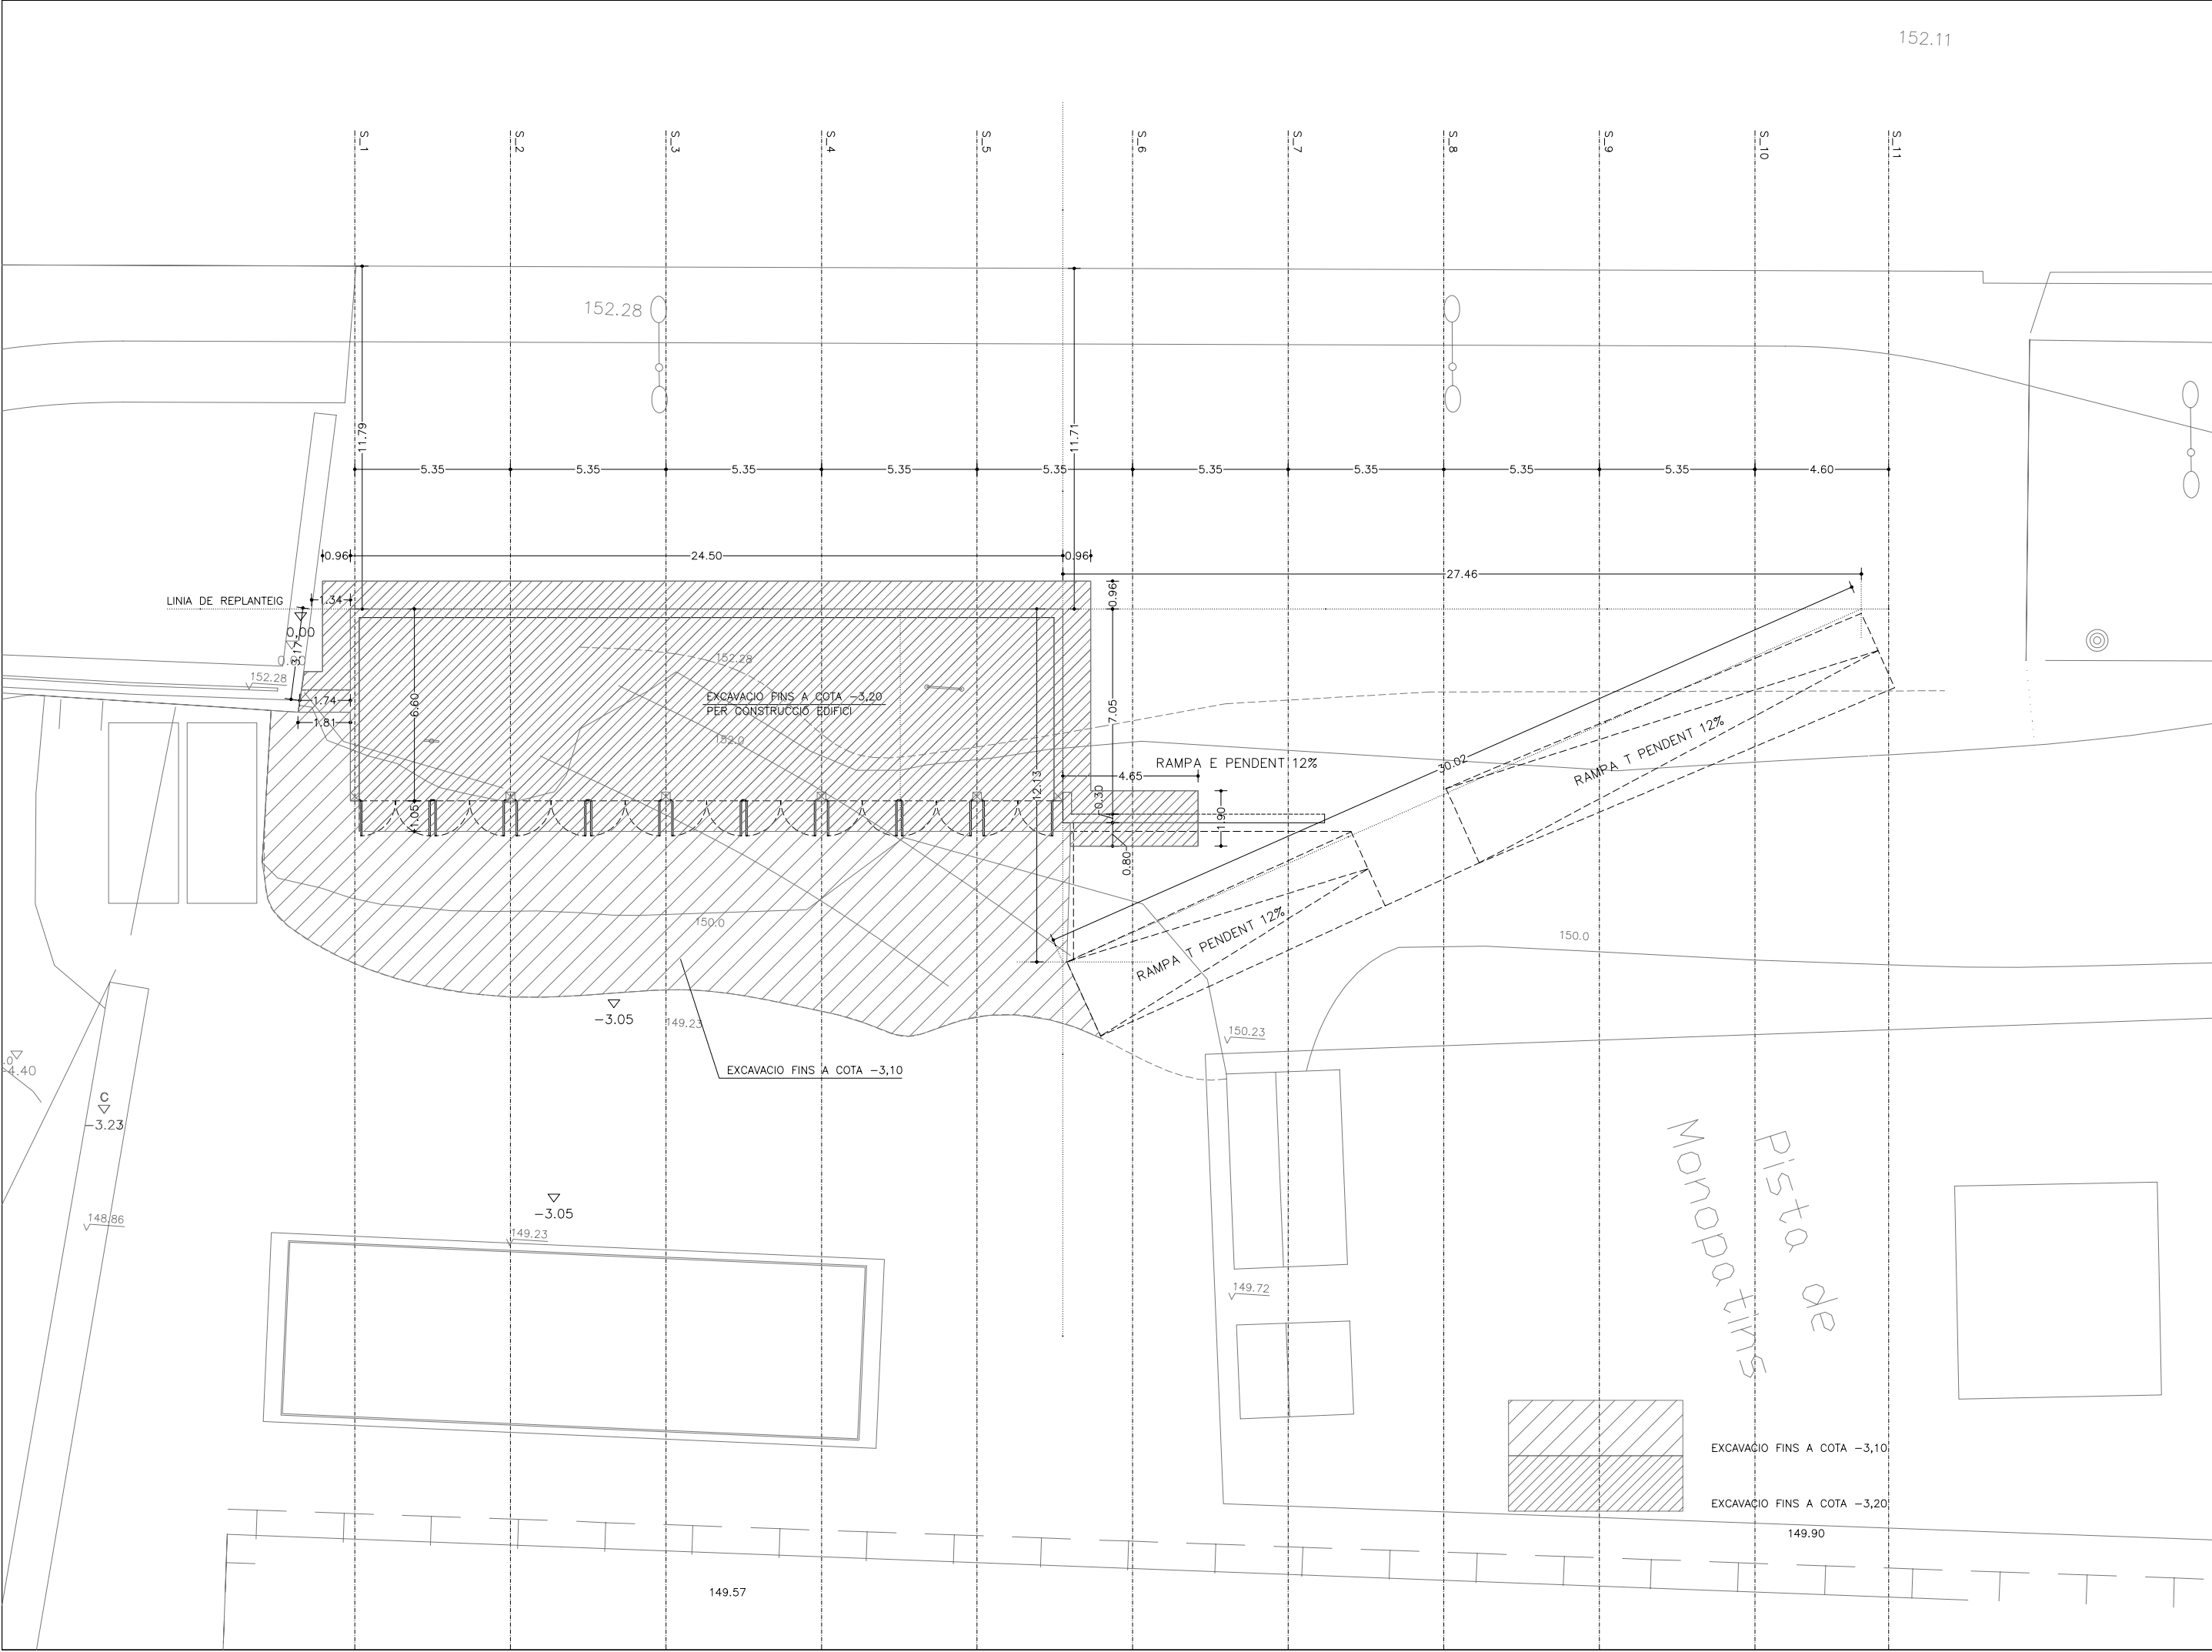 152.11
S_1
S_2
S_3
S_4
S_5
S_6
S_7
S_8
S_9
S_10
S_11
152.28
11.79
11.71
5.35
5.35
5.35
5.35
5.35
5.35
5.35
5.35
5.35
4.60
0.96
24.50
0.96
27.46
0.96
LINIA DE REPLANTEIG
1.34
0,00
3.17
152.28
1.74
1.81
6.60
152.28
EXCAVACIO FINS A COTA -3,20
PER CONSTRUCCIÓ EDIFICI
152.0
7.05
RAMPA E PENDENT 12%
4.65
30.02
RAMPA T PENDENT 12%
12.13
0.30
1.90
1.05
0.80
150.0
RAMPA T PENDENT 12%
150.0
-3.05
149.23
150.23
EXCAVACIO FINS A COTA -3,10
-4.40
C
-3.23
148.86
-3.05
149.23
149.72
Pista de
Monopatins
EXCAVACIO FINS A COTA -3,10
EXCAVACIO FINS A COTA -3,20
149.90
149.57